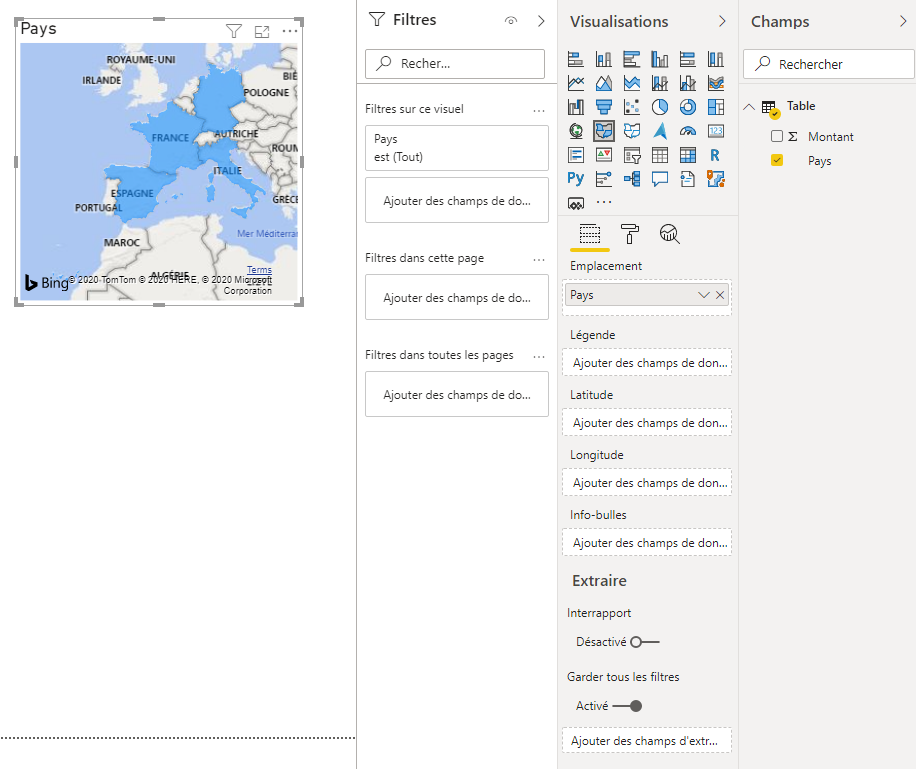 Pays
ROYAUME-UNI
IRLANDE
BIÉ
POLOGNE
FRANCE
AUTRICHE
ROUM
ITALIE
ESPAGNE
PORTUGAL
GRÈCE
Mer Méditerran
MAROC
ALGÉRIE
Terms
Bing
© 2020 TomTom © 2020 HERE, © 2020 Microsoft
Corporation
Filtres
Recher...
Filtres sur ce visuel
Pays
est (Tout)
Ajouter des champs de do...
Filtres dans cette page
Ajouter des champs de do...
Filtres dans toutes les pages
Ajouter des champs de do...
Visualisations
123
R
Py
Emplacement
Pays
Légende
Ajouter des champs de don...
Latitude
Ajouter des champs de don...
Longitude
Ajouter des champs de don...
Info-bulles
Ajouter des champs de don...
Extraire
Interrapport
Désactivé
Garder tous les filtres
Activé
Ajouter des champs d'extr...
Champs
Rechercher
Table
Σ Montant
Pays